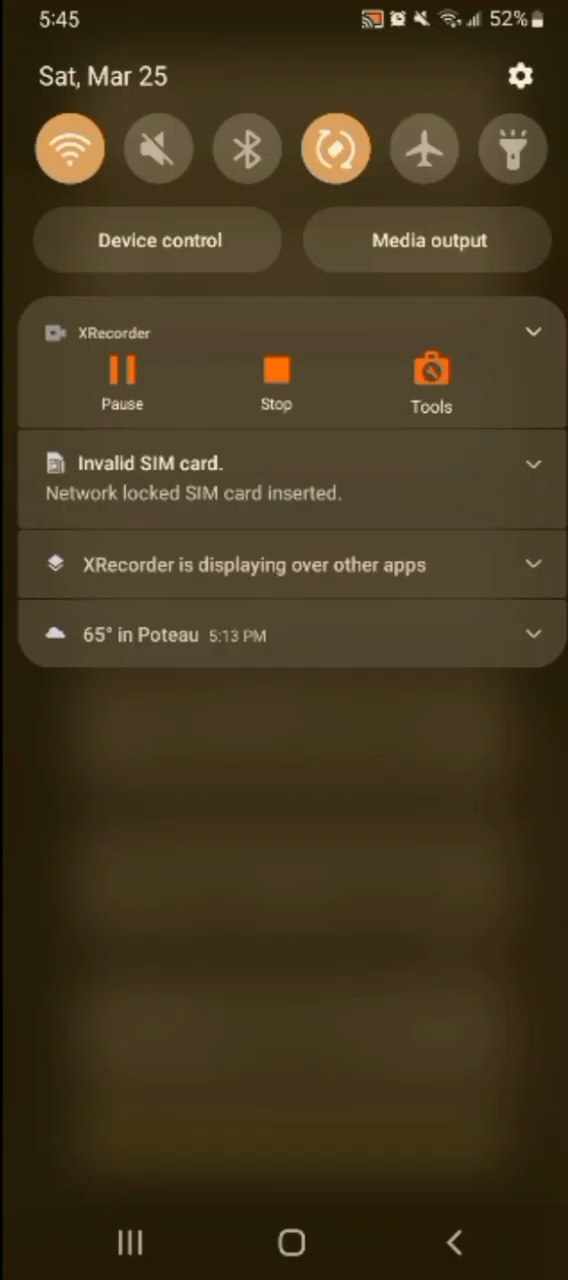 5:45 52%
Sat, Mar 25
Device control Media output
XRecorder
Pause Stop Tools
Invalid SIM card.
Network locked SIM card inserted.
XRecorder is displaying over other apps
65° in Poteau 5:13 PM